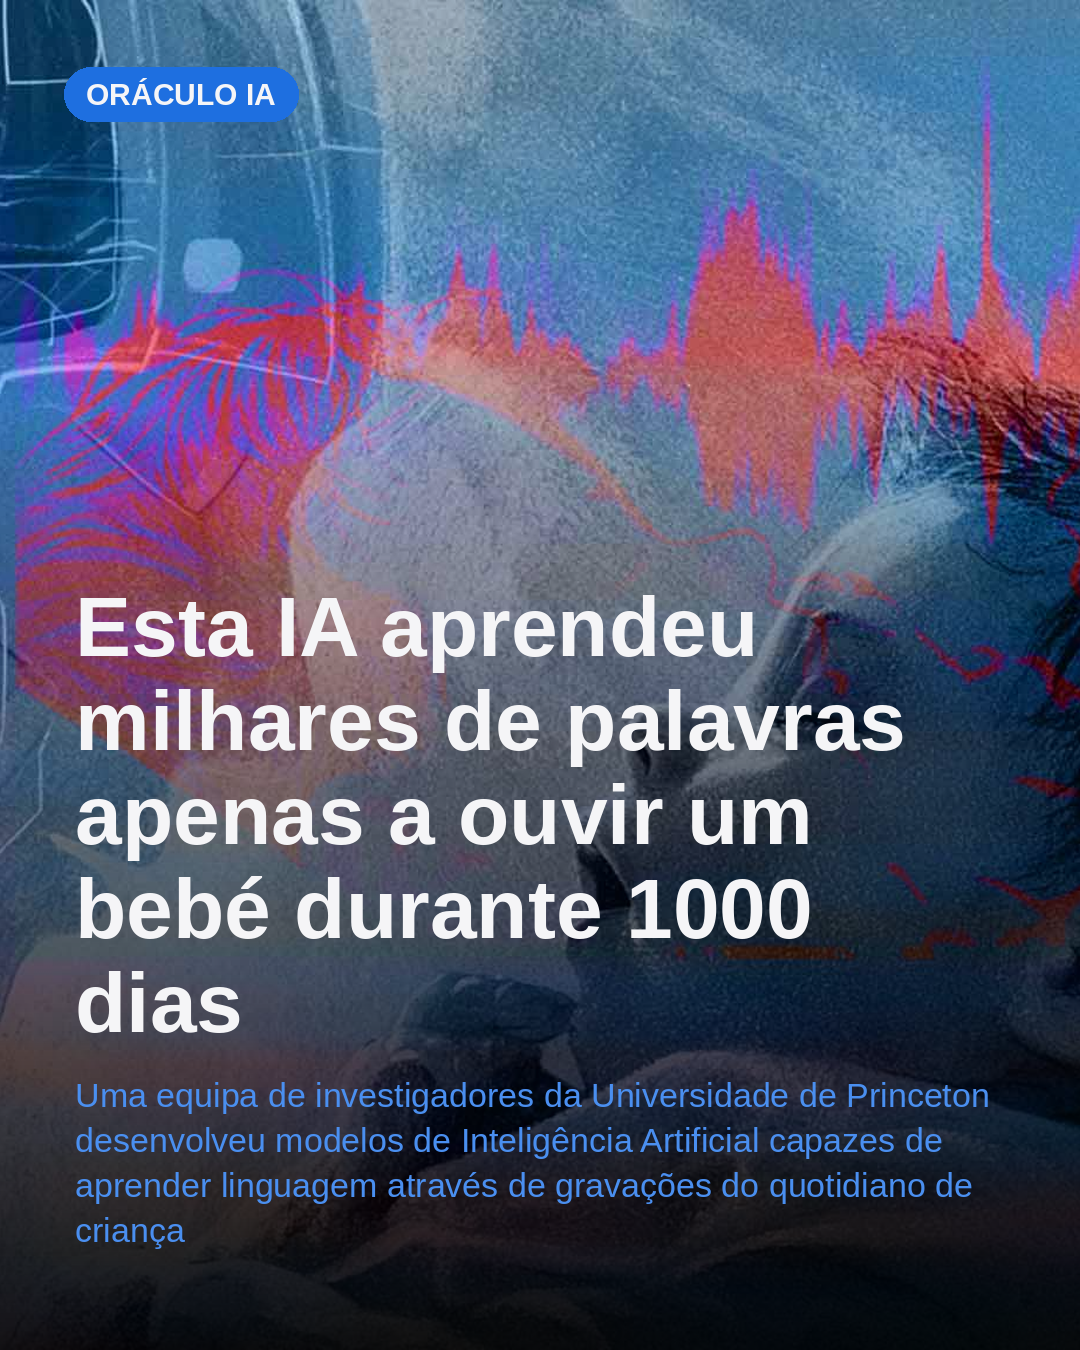 ORÁCULO IA
Esta IA aprendeu
milhares de palavras
apenas a ouvir um
bebé durante 1000
dias
Uma equipa de investigadores da Universidade de Princeton
desenvolveu modelos de Inteligência Artificial capazes de
aprender linguagem através de gravações do quotidiano de
criança